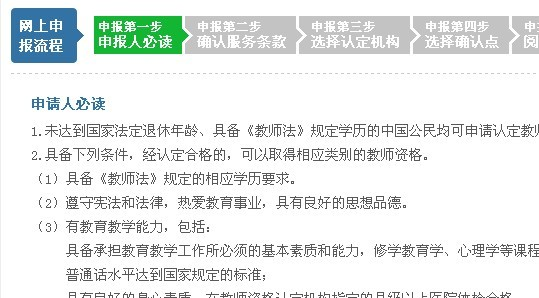 网上申
报流程
申报第一步
申报人必读
申报第二步
确认服务条款
申报第三步
选择认定机构
申报第四步
选择确认点
申
阅
申请人必读
1.未达到国家法定退休年龄、具备《教师法》规定学历的中国公民均可申请认定教师
2.具备下列条件，经认定合格的，可以取得相应类别的教师资格。
（1）具备《教师法》规定的相应学历要求。
（2）遵守宪法和法律，热爱教育事业，具有良好的思想品德。
（3）有教育教学能力，包括：
具备承担教育教学工作所必须的基本素质和能力，修学教育学、心理学等课程
普通话水平达到国家规定的标准；
具有良好的身心素质，在教师资格认定机构指定的县级以上医院体检合格